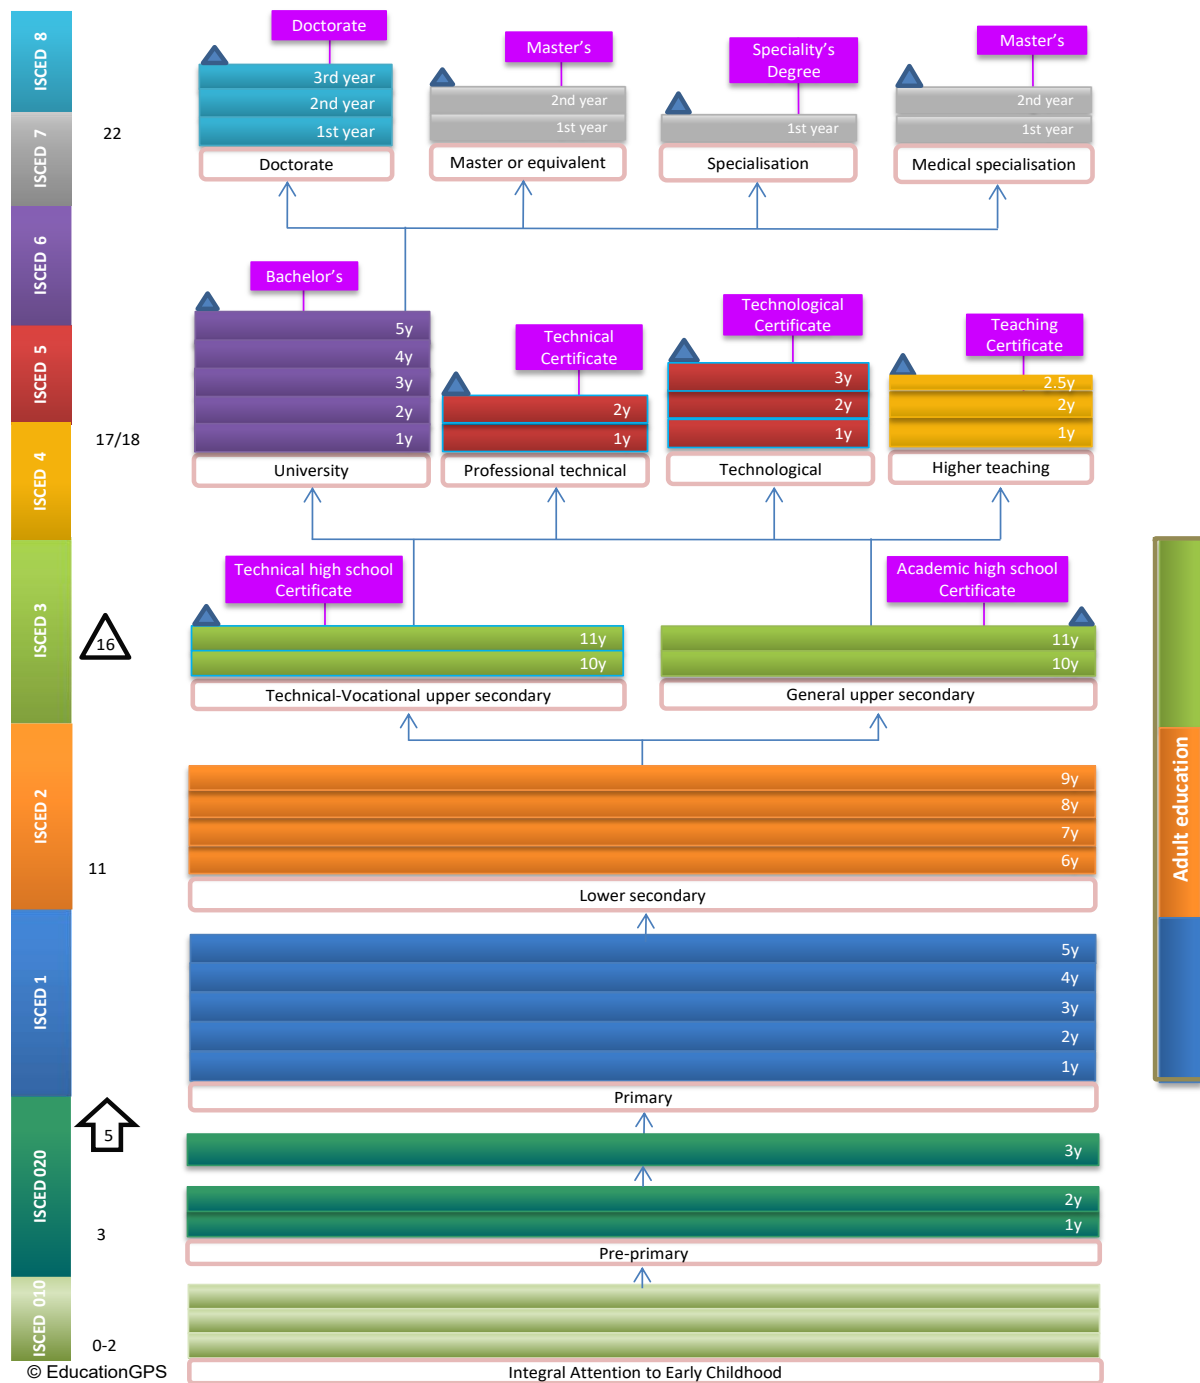 ISCED 8
Doctorate
3rd year
2nd year
1st year
Doctorate
Master's
2nd year
1st year
Master or equivalent
Speciality's
Degree
1st year
Specialisation
Master's
2nd year
1st year
Medical specialisation
ISCED 7
22
ISCED 6
Bachelor's
5y
4y
3y
2y
1y
University
ISCED 5
Technical
Certificate
2y
1y
Professional technical
Technological
Certificate
3y
2y
1y
Technological
Teaching
Certificate
2.5y
2y
1y
Higher teaching
17/18
ISCED 4
ISCED 3
16
Technical high school
Certificate
11y
10y
Technical-Vocational upper secondary
Academic high school
Certificate
11y
10y
General upper secondary
ISCED 2
9y
8y
7y
6y
Lower secondary
11
Adult education
ISCED 1
5y
4y
3y
2y
1y
Primary
5
ISCED 020
3y
2y
1y
3
Pre-primary
ISCED 010
0-2
Integral Attention to Early Childhood
© EducationGPS